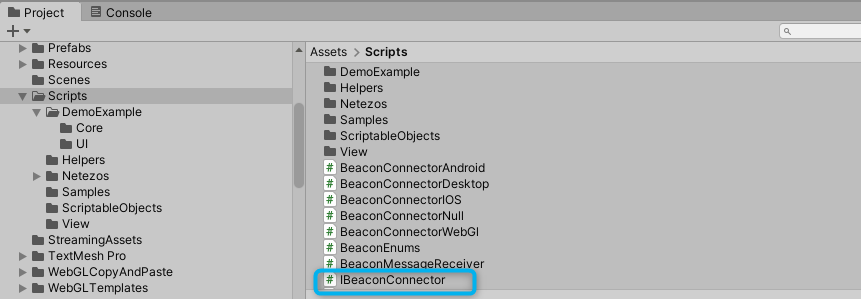 Project
Console
Prefabs
Resources
Scenes
Scripts
DemoExample
Core
UI
Helpers
Netezos
Samples
ScriptableObjects
View
StreamingAssets
TextMesh Pro
WebGLCopyAndPaste
WebGLTemplates
Assets > Scripts
DemoExample
Helpers
Netezos
Samples
ScriptableObjects
View
# BeaconConnectorAndroid
# BeaconConnectorDesktop
# BeaconConnectorIOS
# BeaconConnectorNull
# BeaconConnectorWebGl
# BeaconEnums
# BeaconMessageReceiver
# IBeaconConnector